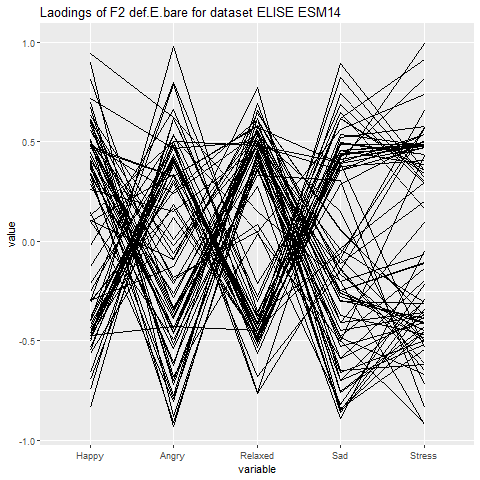 Laodings of F2 def.E.bare for dataset ELISE ESM14
1.0
0.5
0.0
-0.5
-1.0
value
Happy Angry Relaxed Sad Stress
variable